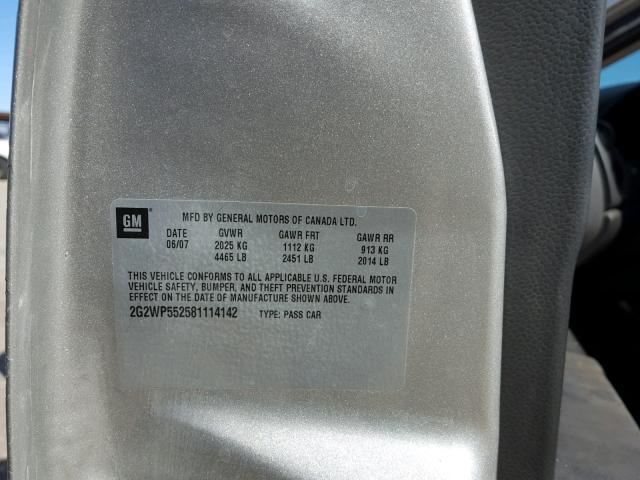 GM
MFD BY GENERAL MOTORS OF CANADA LTD.
DATE GVWR GAWR FRT GAWR RR
06/07 2025 KG 1112 KG 913 KG
4465 LB 2451 LB 2014 LB
THIS VEHICLE CONFORMS TO ALL APPLICABLE U.S. FEDERAL MOTOR
VEHICLE SAFETY, BUMPER, AND THEFT PREVENTION STANDARDS IN
EFFECT ON THE DATE OF MANUFACTURE SHOWN ABOVE.
2G2WP552581114142 TYPE: PASS CAR